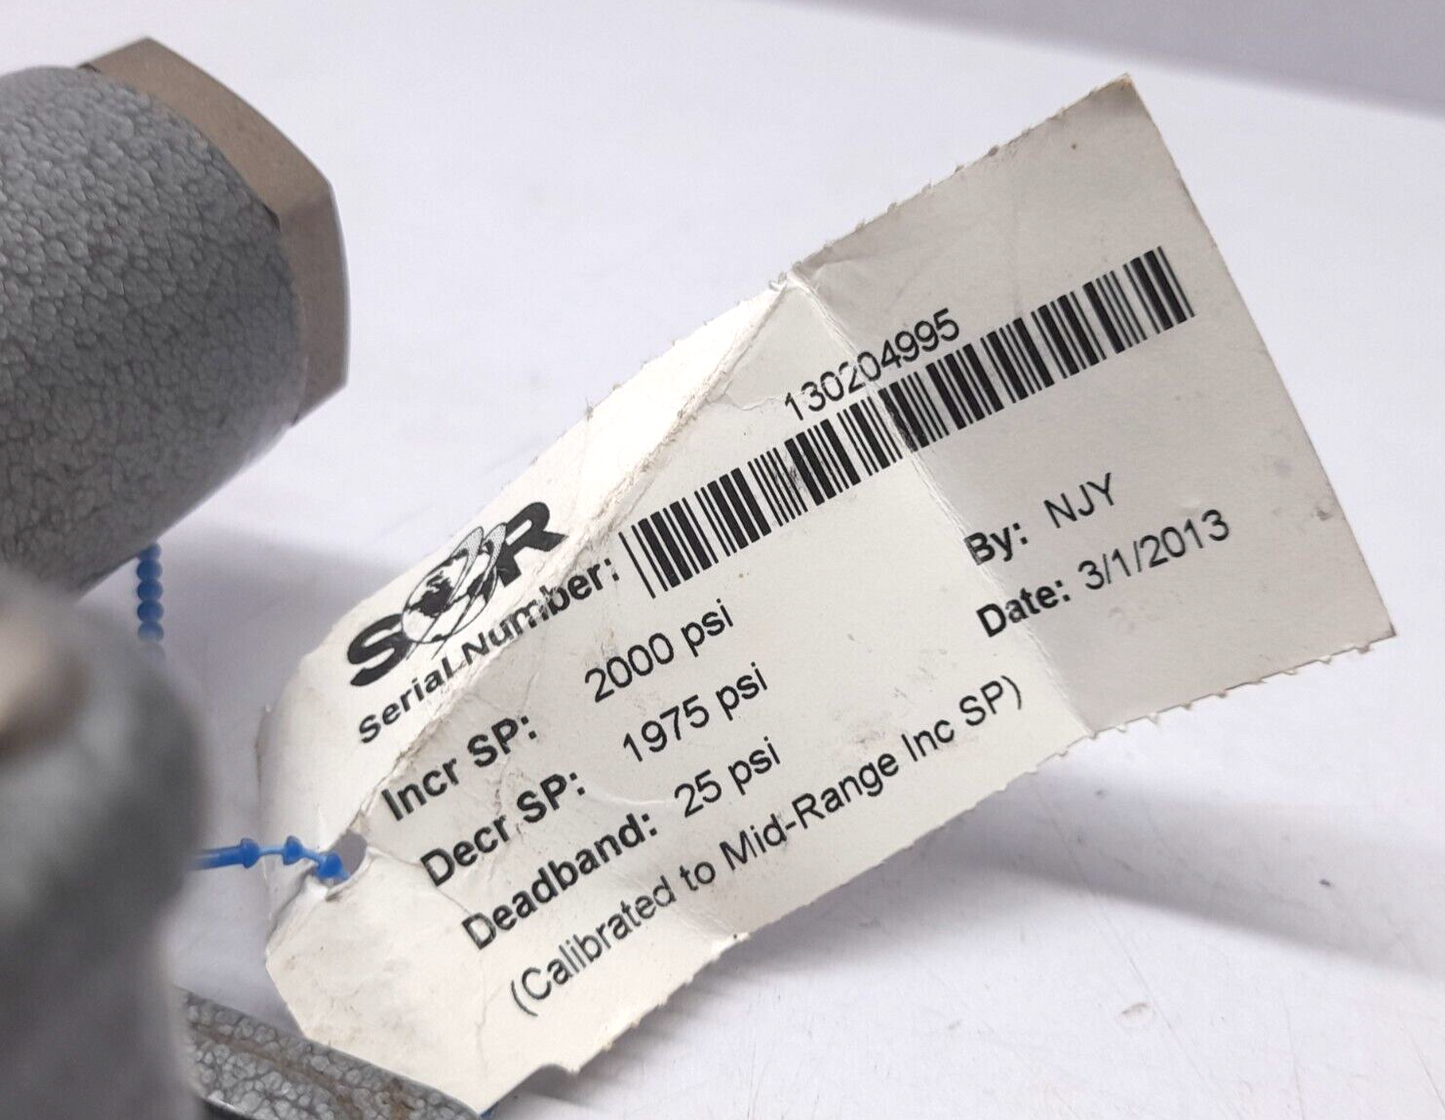 SOR
130204995
Serial Number:
Incr SP: 2000 psi
Decr SP: 1975 psi
Deadband: 25 psi
(Calibrated to Mid-Range Inc SP)
By: NJY
Date: 3/1/2013